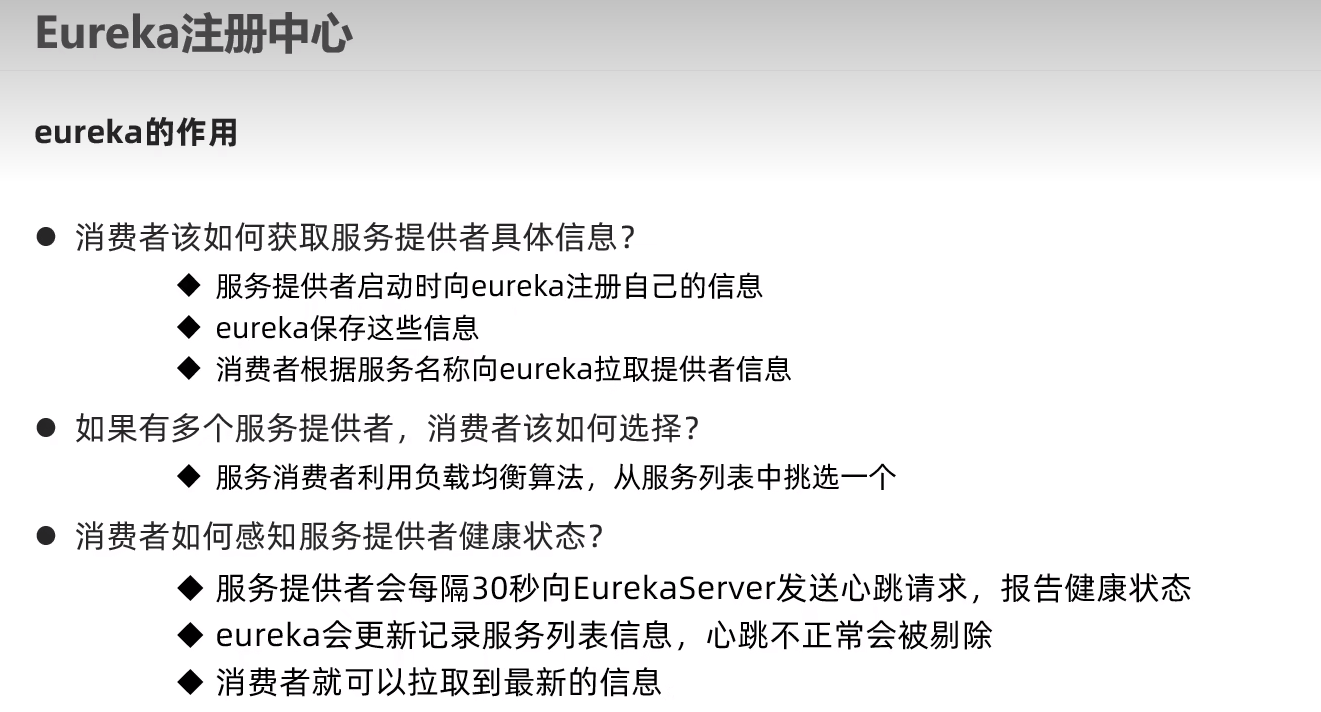 Eureka注册中心
eureka的作用
● 消费者该如何获取服务提供者具体信息？
◆ 服务提供者启动时向eureka注册自己的信息
◆ eureka保存这些信息
◆ 消费者根据服务名称向eureka拉取提供者信息
● 如果有多个服务提供者，消费者该如何选择？
◆ 服务消费者利用负载均衡算法，从服务列表中挑选一个
● 消费者如何感知服务提供者健康状态？
◆ 服务提供者会每隔30秒向EurekaServer发送心跳请求，报告健康状态
◆ eureka会更新记录服务列表信息，心跳不正常会被剔除
◆ 消费者就可以拉取到最新的信息